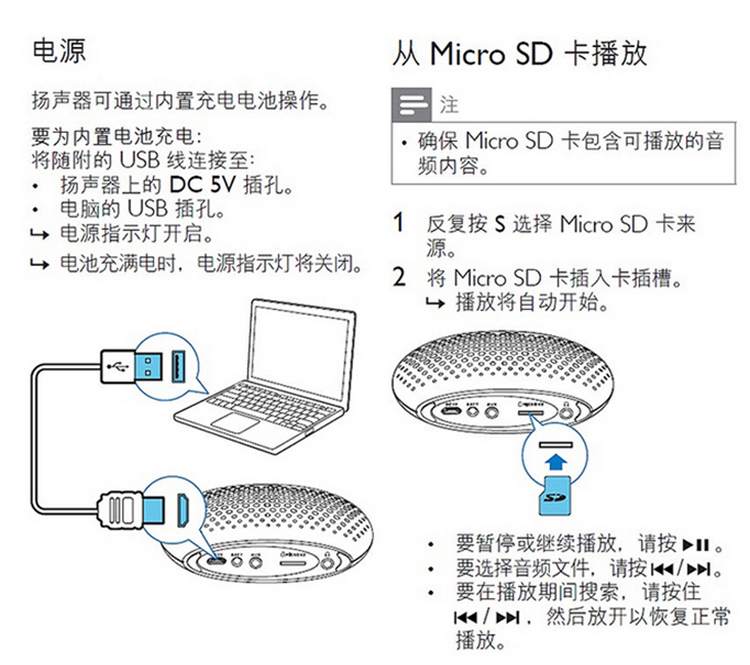 电源
扬声器可通过内置充电电池操作。
要为内置电池充电：
将随附的 USB 线连接至：
• 扬声器上的 DC 5V 插孔。
• 电脑的 USB 插孔。
↳ 电源指示灯开启。
↳ 电池充满电时，电源指示灯将关闭。
从 Micro SD 卡播放
注
• 确保 Micro SD 卡包含可播放的音
频内容。
1 反复按 S 选择 Micro SD 卡来
源。
2 将 Micro SD 卡插入卡插槽。
↳ 播放将自动开始。
AUX
SD
AUX
• 要暂停或继续播放，请按 ▶II 。
• 要选择音频文件，请按 I◀◀ / ▶▶I 。
• 要在播放期间搜索，请按住
I◀◀ / ▶▶I ，然后放开以恢复正常
播放。